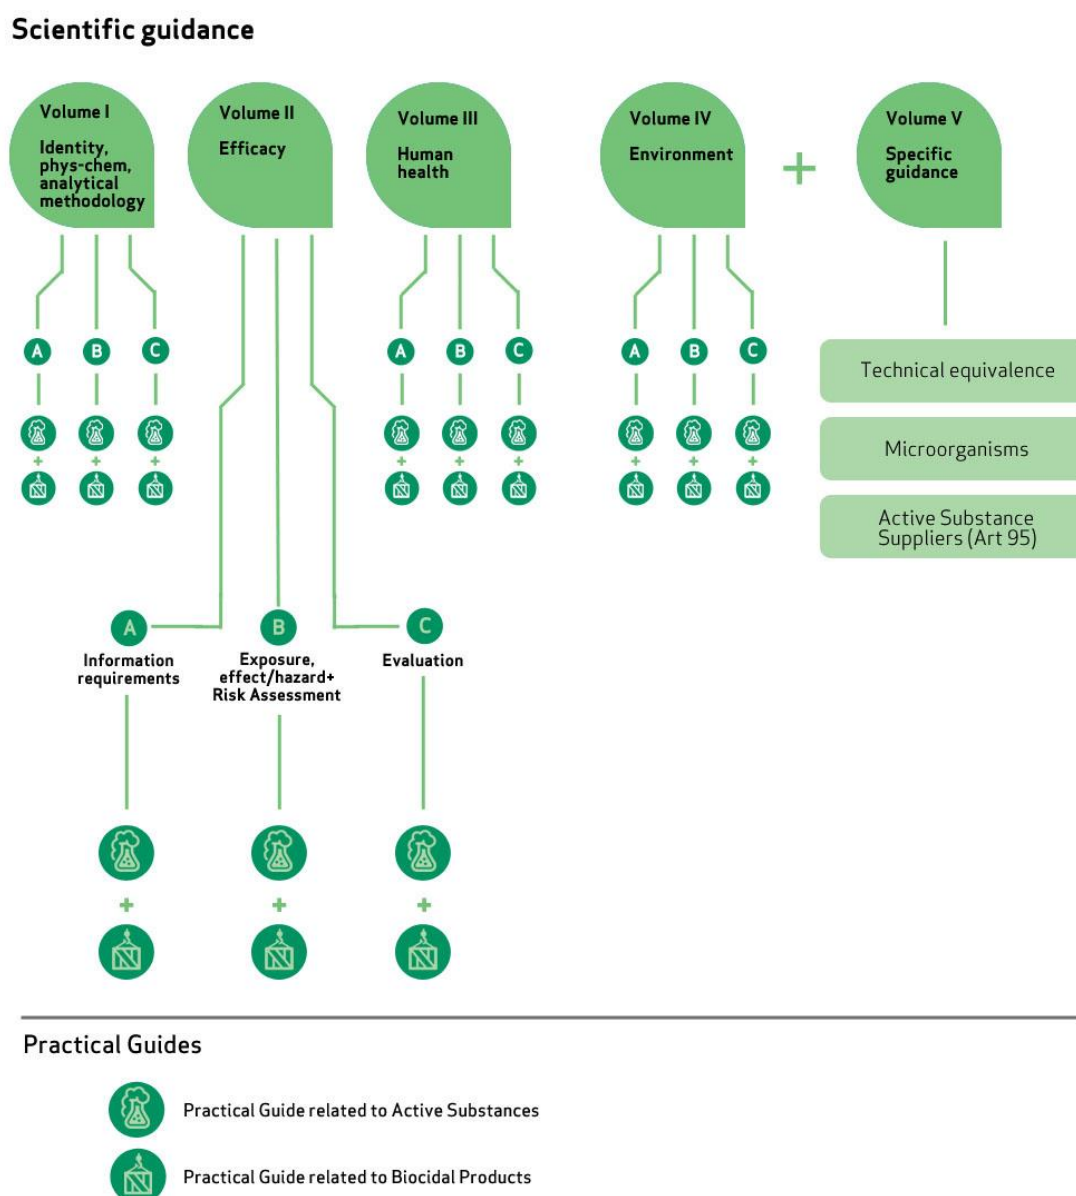 Scientific guidance
Volume I
Identity,
phys-chem,
analytical
methodology
Volume II
Efficacy
Volume III
Human
health
Volume IV
Environment
+
Volume V
Specific
guidance
A
B
C
A
B
C
A
B
C
+
+
+
+
+
+
+
+
+
Technical equivalence
Microorganisms
Active Substance
Suppliers (Art 95)
A
Information
requirements
B
Exposure,
effect/hazard+
Risk Assessment
C
Evaluation
+
+
+
Practical Guides
Practical Guide related to Active Substances
Practical Guide related to Biocidal Products